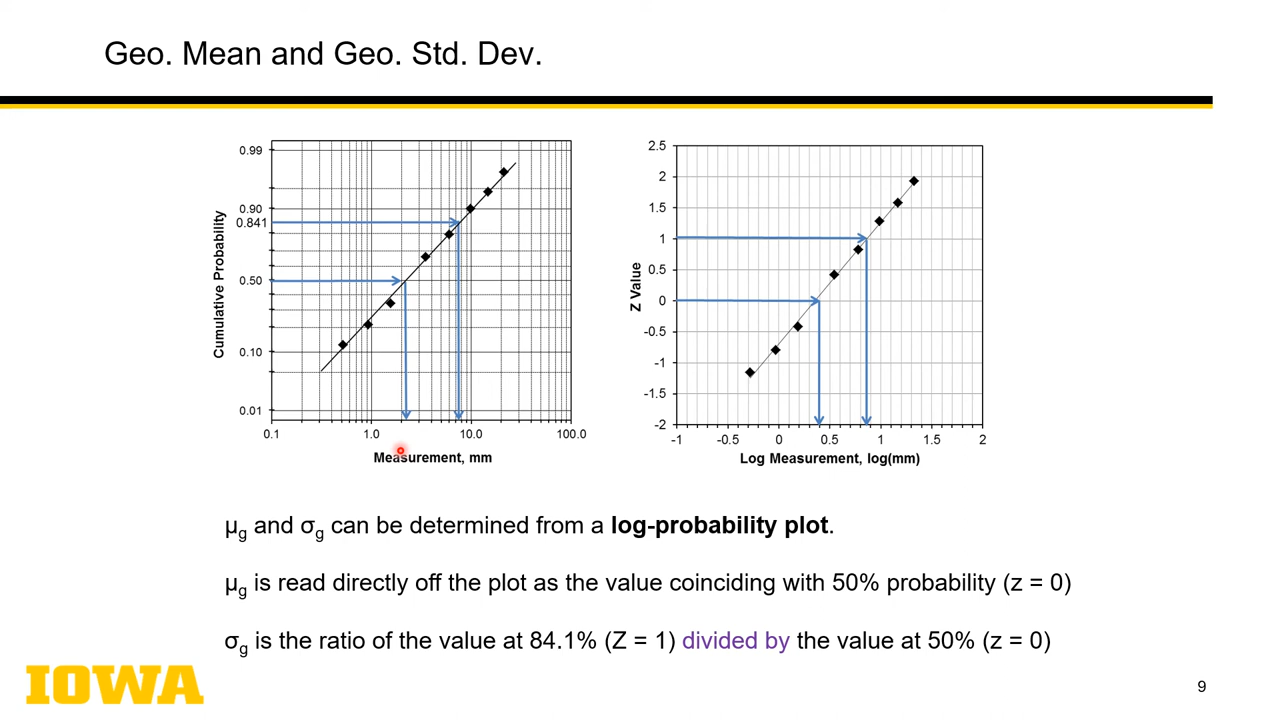 Geo. Mean and Geo. Std. Dev.
0.99
0.90
0.841
0.50
0.10
0.01
Cumulative Probability
0.1 1.0 10.0 100.0
Measurement, mm
2.5
2
1.5
1
0.5
0
-0.5
-1
-1.5
-2
Z Value
-1 -0.5 0 0.5 1 1.5 2
Log Measurement, log(mm)
μg and σg can be determined from a log-probability plot.
μg is read directly off the plot as the value coinciding with 50% probability (z = 0)
σg is the ratio of the value at 84.1% (Z = 1) divided by the value at 50% (z = 0)
IOWA
9